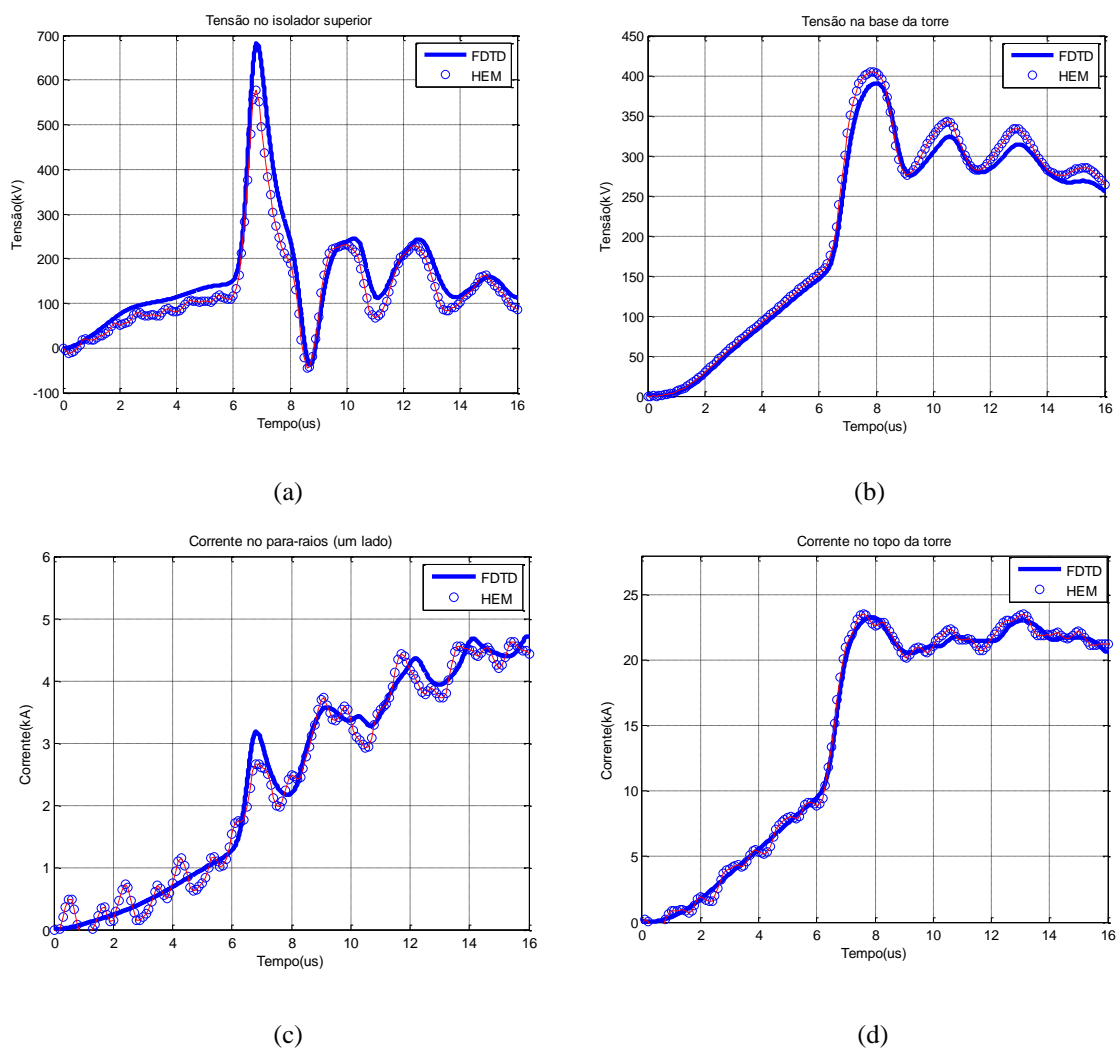 Tensão no isolador superior
700
600
500
400
300
200
100
0
-100
Tensão(kV)
FDTD
HEM
0 2 4 6 8 10 12 14 16
Tempo(us)
(a)
Tensão na base da torre
450
400
350
300
250
200
150
100
50
0
Tensão(kV)
FDTD
HEM
0 2 4 6 8 10 12 14 16
Tempo(us)
(b)
Corrente no para-raios (um lado)
6
5
4
3
2
1
0
Corrente(kA)
FDTD
HEM
0 2 4 6 8 10 12 14 16
Tempo(us)
(c)
Corrente no topo da torre
25
20
15
10
5
0
Corrente(kA)
FDTD
HEM
0 2 4 6 8 10 12 14 16
Tempo(us)
(d)